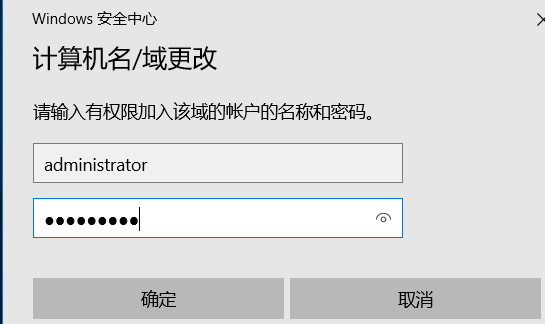 Windows 安全中心
计算机名/域更改
请输入有权限加入该域的帐户的名称和密码。
administrator
●●●●●●●●●
确定
取消